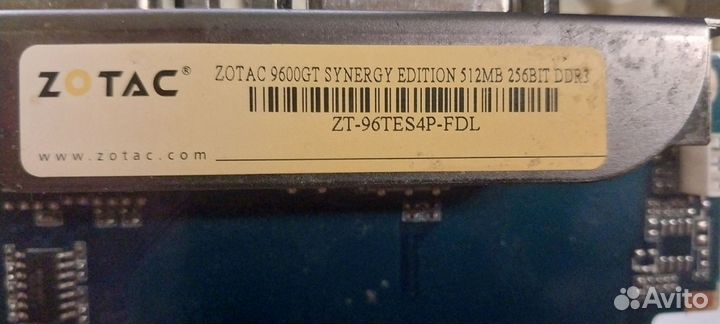 ZOTAC®
ZOTAC 9600GT SYNERGY EDITION 512MB 256BIT DDR3
ZT-96TES4P-FDL
www.zotac.com
Avito